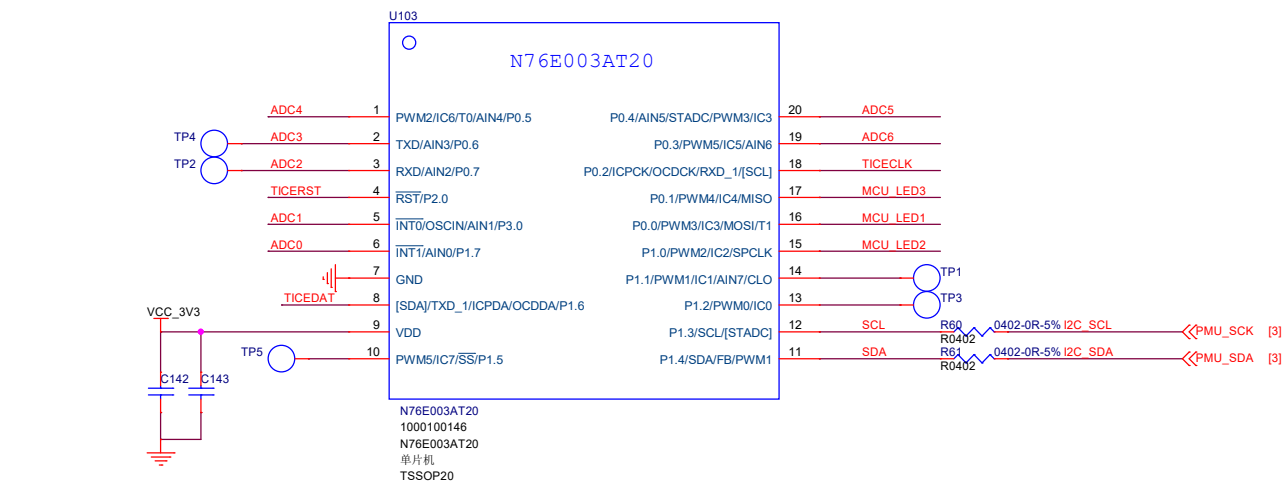 U103
N76E003AT20
ADC4 1 PWM2/IC6/T0/AIN4/P0.5 P0.4/AIN5/STADC/PWM3/IC3 20 ADC5
TP4 ADC3 2 TXD/AIN3/P0.6 P0.3/PWM5/IC5/AIN6 19 ADC6
TP2 ADC2 3 RXD/AIN2/P0.7 P0.2/ICPCK/OCDCK/RXD_1/[SCL] 18 TICECLK
TICERST 4 RST/P2.0 P0.1/PWM4/IC4/MISO 17 MCU_LED3
ADC1 5 INT0/OSCIN/AIN1/P3.0 P0.0/PWM3/IC3/MOSI/T1 16 MCU_LED1
ADC0 6 INT1/AIN0/P1.7 P1.0/PWM2/IC2/SPCLK 15 MCU_LED2
7 GND P1.1/PWM1/IC1/AIN7/CLO 14 TP1
TICEDAT 8 [SDA]/TXD_1/ICPDA/OCDDA/P1.6 P1.2/PWM0/IC0 13 TP3
VCC_3V3
9 VDD P1.3/SCL/[STADC] 12 SCL R60 0402-0R-5% I2C_SCL PMU_SCK [3]
R0402
TP5 10 PWM5/IC7/SS/P1.5 P1.4/SDA/FB/PWM1 11 SDA R61 0402-0R-5% I2C_SDA PMU_SDA [3]
R0402
C142 C143
N76E003AT20
1000100146
N76E003AT20
单片机
TSSOP20